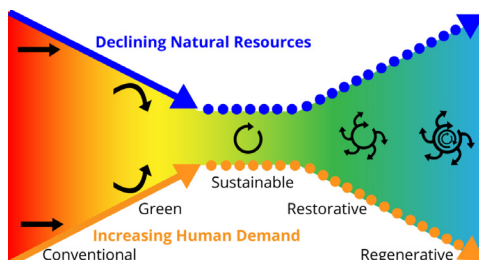 Declining Natural Resources
Sustainable
Green
Restorative
Increasing Human Demand
Conventional
Regenerative